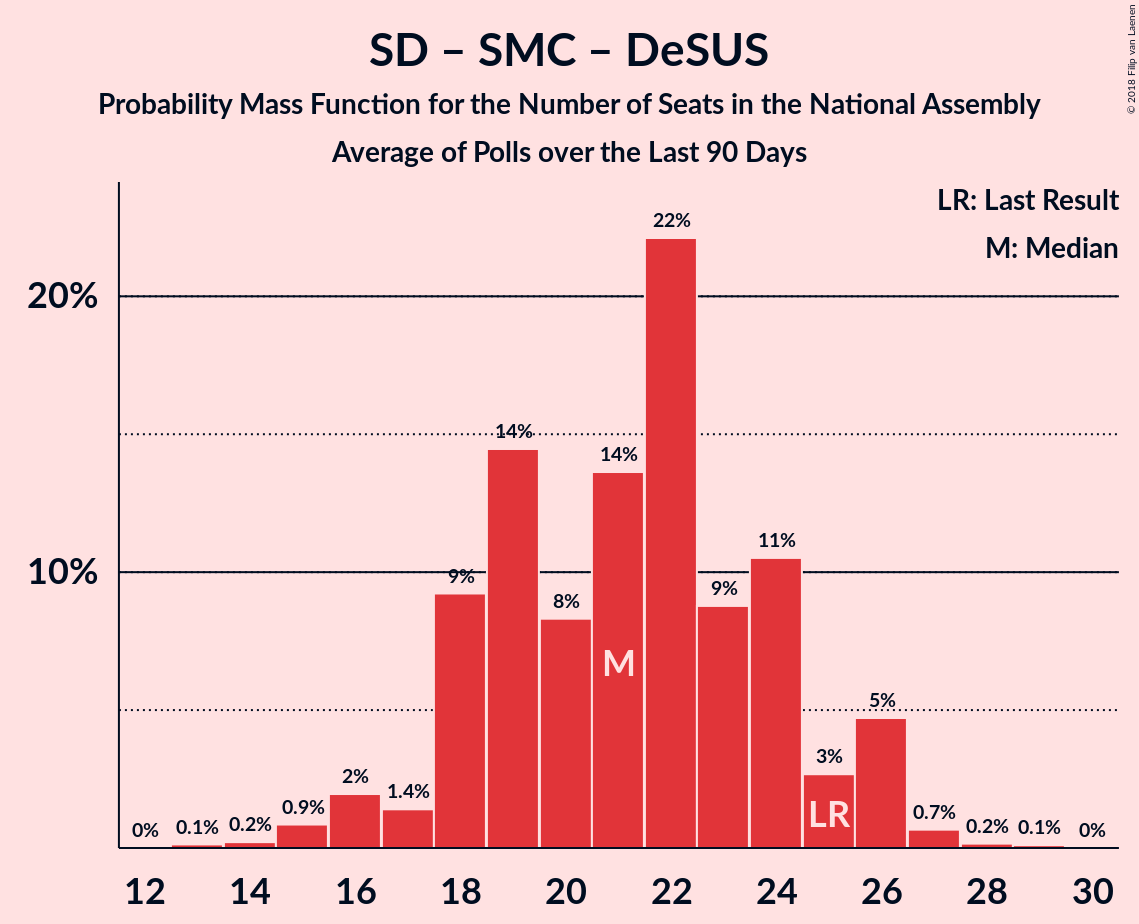 SD – SMC – DeSUS
Probability Mass Function for the Number of Seats in the National Assembly
Average of Polls over the Last 90 Days
© 2018 Filip van Laenen
LR: Last Result
M: Median
20%
10%
0%
0.1%
0.2%
0.9%
2%
1.4%
9%
14%
8%
14%
22%
9%
11%
3%
5%
0.7%
0.2%
0.1%
0%
M
LR
12 14 16 18 20 22 24 26 28 30